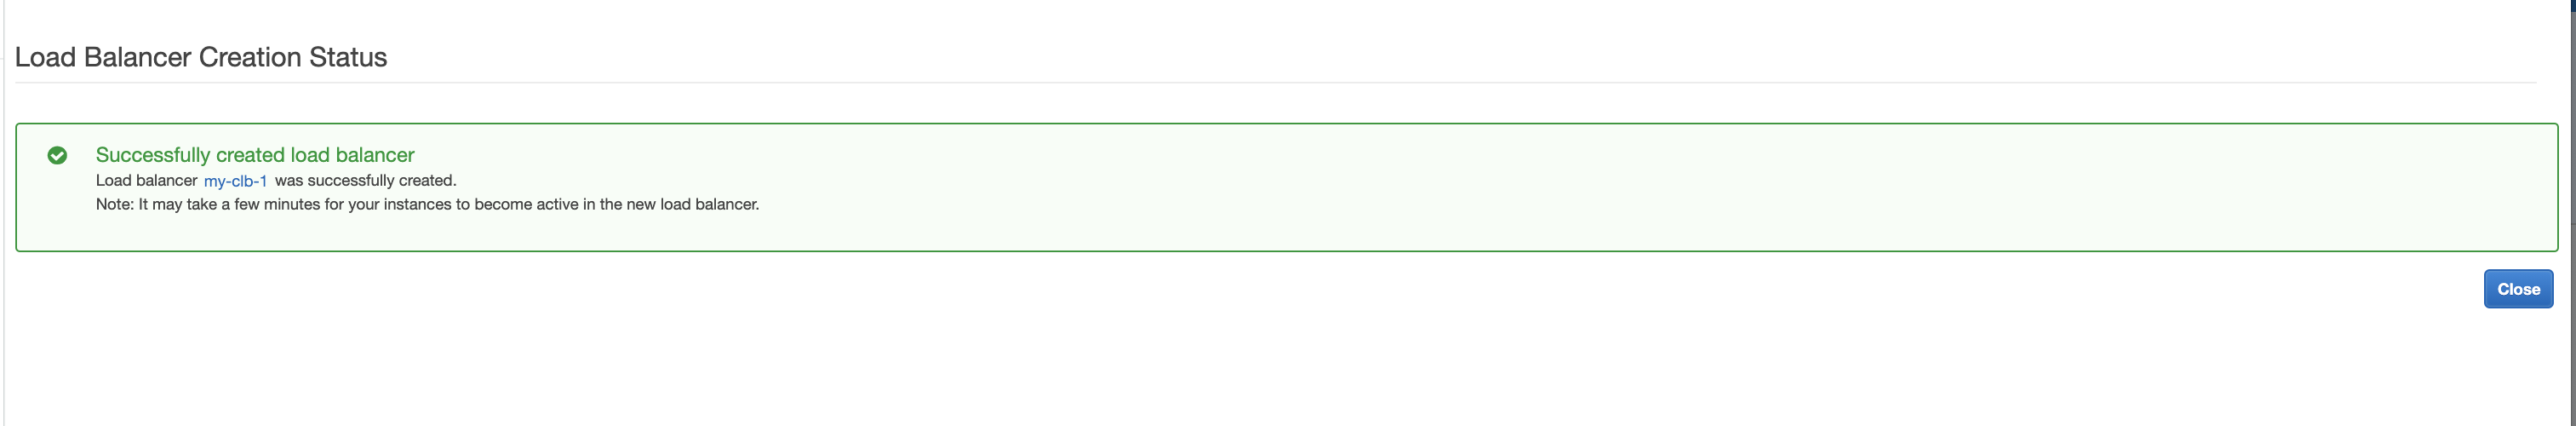 Load Balancer Creation Status
Successfully created load balancer
Load balancer my-clb-1 was successfully created.
Note: It may take a few minutes for your instances to become active in the new load balancer.
Close